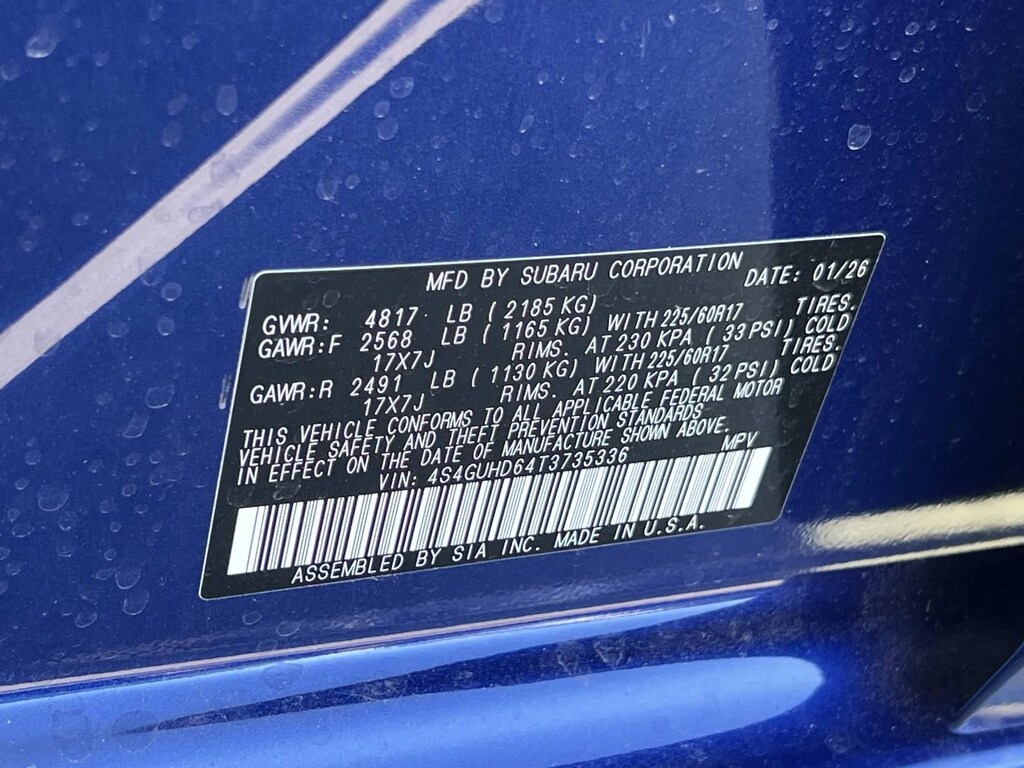 MFD BY SUBARU CORPORATION DATE: 01/26
GVWR: 4817 LB (2185 KG)
GAWR:F 2568 LB (1165 KG) WITH 225/60R17 TIRES.
17X7J RIMS. AT 230 KPA (33 PSI) COLD
GAWR:R 2491 LB (1130 KG) WITH 225/60R17 TIRES.
17X7J RIMS. AT 220 KPA (32 PSI) COLD
THIS VEHICLE CONFORMS TO ALL APPLICABLE FEDERAL MOTOR
VEHICLE SAFETY AND THEFT PREVENTION STANDARDS
IN EFFECT ON THE DATE OF MANUFACTURE SHOWN ABOVE.
VIN: 4S4GUHD64T3735336 MPV
ASSEMBLED BY SIA INC. MADE IN U.S.A.